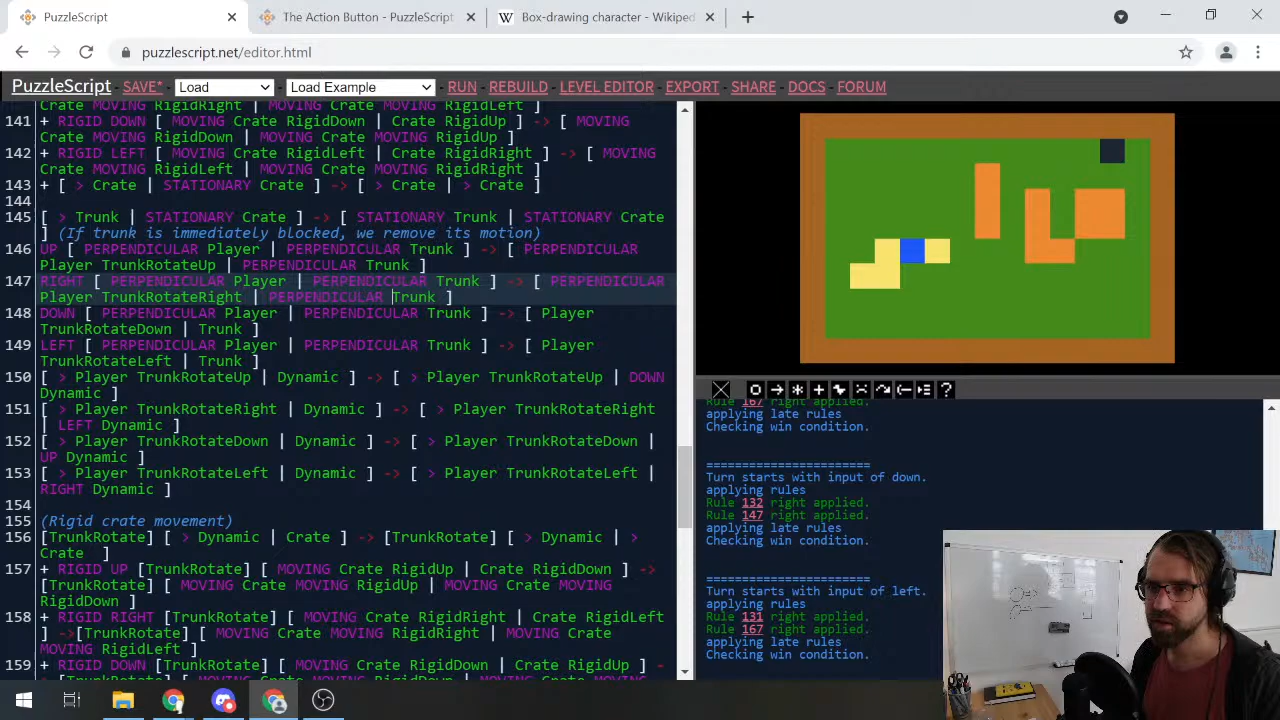 PuzzleScript
The Action Button - PuzzleScript
Box-drawing character - Wikiped
puzzlescript.net/editor.html
PuzzleScript SAVE* Load - Load Example - RUN - REBUILD - LEVEL EDITOR - EXPORT - SHARE - DOCS - FORUM
Crate MOVING RigidRight | MOVING Crate MOVING RigidLeft ]
141 + RIGID DOWN [ MOVING Crate RigidDown | Crate RigidUp ] -> [ MOVING
Crate MOVING RigidDown | MOVING Crate MOVING RigidUp ]
142 + RIGID LEFT [ MOVING Crate RigidLeft | Crate RigidRight ] -> [ MOVING
Crate MOVING RigidLeft | MOVING Crate MOVING RigidRight ]
143 + [ > Crate | STATIONARY Crate ] -> [ > Crate | > Crate ]
144
145 [ > Trunk | STATIONARY Crate ] -> [ STATIONARY Trunk | STATIONARY Crate
] (If trunk is immediately blocked, we remove its motion)
146 UP [ PERPENDICULAR Player | PERPENDICULAR Trunk ] -> [ PERPENDICULAR
Player TrunkRotateUp | PERPENDICULAR Trunk ]
147 RIGHT [ PERPENDICULAR Player | PERPENDICULAR Trunk ] -> [ PERPENDICULAR
Player TrunkRotateRight | PERPENDICULAR Trunk ]
148 DOWN [ PERPENDICULAR Player | PERPENDICULAR Trunk ] -> [ Player
TrunkRotateDown | Trunk ]
149 LEFT [ PERPENDICULAR Player | PERPENDICULAR Trunk ] -> [ Player
TrunkRotateLeft | Trunk ]
150 [ > Player TrunkRotateUp | Dynamic ] -> [ > Player TrunkRotateUp | DOWN
Dynamic ]
151 [ > Player TrunkRotateRight | Dynamic ] -> [ > Player TrunkRotateRight
| LEFT Dynamic ]
152 [ > Player TrunkRotateDown | Dynamic ] -> [ > Player TrunkRotateDown |
UP Dynamic ]
153 [ > Player TrunkRotateLeft | Dynamic ] -> [ > Player TrunkRotateLeft |
RIGHT Dynamic ]
154
155 (Rigid crate movement)
156 [TrunkRotate] [ > Dynamic | Crate ] -> [TrunkRotate] [ > Dynamic | >
Crate ]
157 + RIGID UP [TrunkRotate] [ MOVING Crate RigidUp | Crate RigidDown ] ->
[TrunkRotate] [ MOVING Crate MOVING RigidUp | MOVING Crate MOVING
RigidDown ]
158 + RIGID RIGHT [TrunkRotate] [ MOVING Crate RigidRight | Crate RigidLeft
] ->[TrunkRotate] [ MOVING Crate MOVING RigidRight | MOVING Crate
MOVING RigidLeft ]
159 + RIGID DOWN [TrunkRotate] [ MOVING Crate RigidDown | Crate RigidUp ] -
Rule 167 right applied.
applying late rules
Checking win condition.
=======================
Turn starts with input of down.
applying rules
Rule 132 right applied.
Rule 147 right applied.
applying late rules
Checking win condition.
=======================
Turn starts with input of left.
applying rules
Rule 131 right applied.
Rule 167 right applied.
applying late rules
Checking win condition.